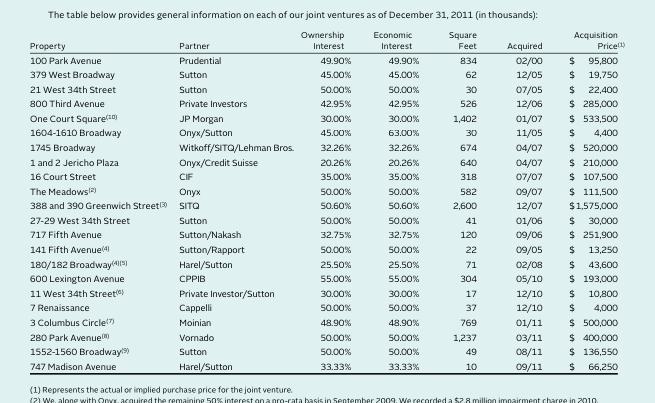 The table below provides general information on each of our joint ventures as of December 31, 2011 (in thousands):
Ownership Economic Square Acquisition
Property Partner Interest Interest Feet Acquired Price(1)
100 Park Avenue Prudential 49.90% 49.90% 834 02/00 $ 95,800
379 West Broadway Sutton 45.00% 45.00% 62 12/05 $ 19,750
21 West 34th Street Sutton 50.00% 50.00% 30 07/05 $ 22,400
800 Third Avenue Private Investors 42.95% 42.95% 526 12/06 $ 285,000
One Court Square(10) JP Morgan 30.00% 30.00% 1,402 01/07 $ 533,500
1604-1610 Broadway Onyx/Sutton 45.00% 63.00% 30 11/05 $ 4,400
1745 Broadway Witkoff/SITQ/Lehman Bros. 32.26% 32.26% 674 04/07 $ 520,000
1 and 2 Jericho Plaza Onyx/Credit Suisse 20.26% 20.26% 640 04/07 $ 210,000
16 Court Street CIF 35.00% 35.00% 318 07/07 $ 107,500
The Meadows(2) Onyx 50.00% 50.00% 582 09/07 $ 111,500
388 and 390 Greenwich Street(3) SITQ 50.60% 50.60% 2,600 12/07 $1,575,000
27-29 West 34th Street Sutton 50.00% 50.00% 41 01/06 $ 30,000
717 Fifth Avenue Sutton/Nakash 32.75% 32.75% 120 09/06 $ 251,900
141 Fifth Avenue(4) Sutton/Rapport 50.00% 50.00% 22 09/05 $ 13,250
180/182 Broadway(4)(5) Harel/Sutton 25.50% 25.50% 71 02/08 $ 43,600
600 Lexington Avenue CPPIB 55.00% 55.00% 304 05/10 $ 193,000
11 West 34th Street(6) Private Investor/Sutton 30.00% 30.00% 17 12/10 $ 10,800
7 Renaissance Cappelli 50.00% 50.00% 37 12/10 $ 4,000
3 Columbus Circle(7) Moinian 48.90% 48.90% 769 01/11 $ 500,000
280 Park Avenue(8) Vornado 50.00% 50.00% 1,237 03/11 $ 400,000
1552-1560 Broadway(9) Sutton 50.00% 50.00% 49 08/11 $ 136,550
747 Madison Avenue Harel/Sutton 33.33% 33.33% 10 09/11 $ 66,250
(1) Represents the actual or implied purchase price for the joint venture.
(2) We, along with Onyx, acquired the remaining 50% interest on a pro-rata basis in September 2009. We recorded a $2.8 million impairment charge in 2010.